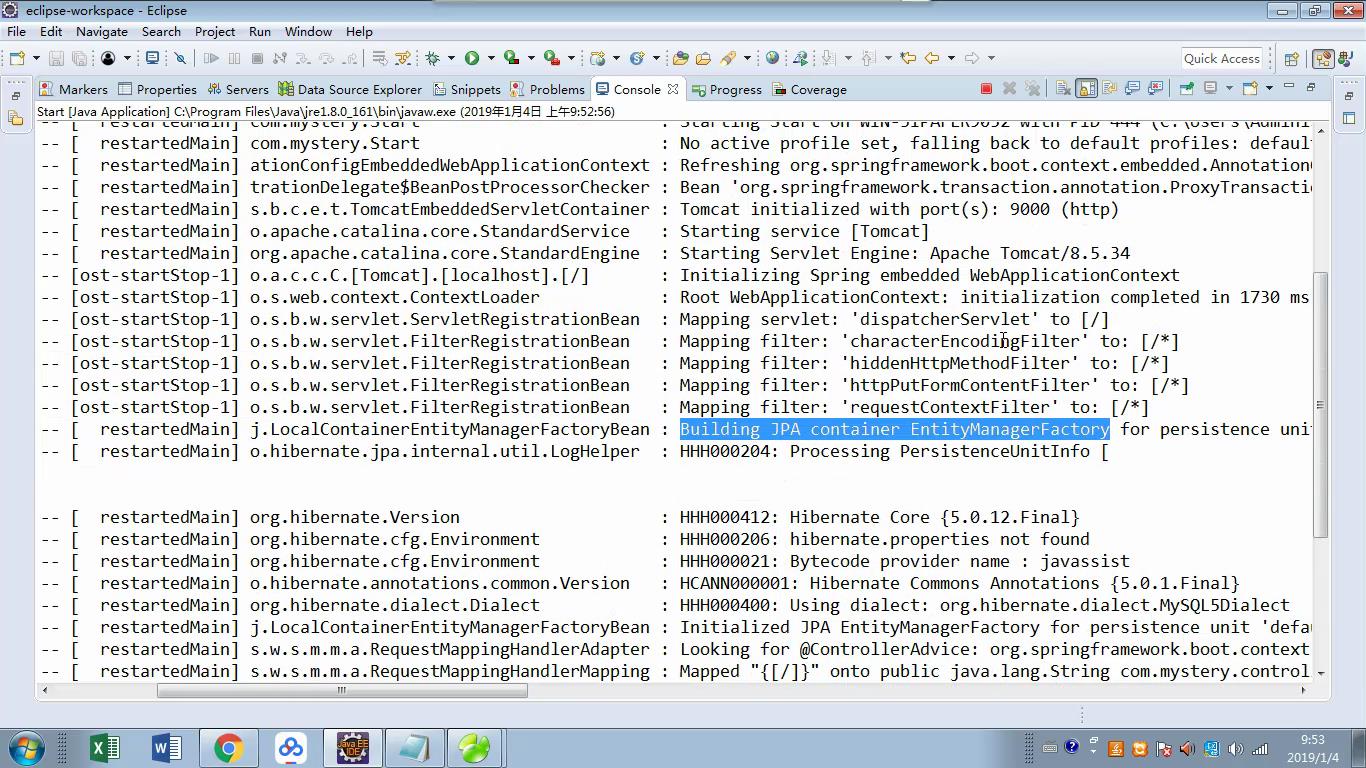 eclipse-workspace - Eclipse
File Edit Navigate Search Project Run Window Help
Quick Access
Markers Properties Servers Data Source Explorer Snippets Problems Console Progress Coverage
Start [Java Application] C:\Program Files\Java\jre1.8.0_161\bin\javaw.exe (2019年1月4日 上午9:52:56)
-- [ restartedMain] com.mystery.Start : Starting Start on
-- [ restartedMain] com.mystery.Start : No active profile set, falling back to default profiles: defaul
-- [ restartedMain] ationConfigEmbeddedWebApplicationContext : Refreshing org.springframework.boot.context.embedded.Annotation
-- [ restartedMain] trationDelegate$BeanPostProcessorChecker : Bean 'org.springframework.transaction.annotation.ProxyTransacti
-- [ restartedMain] s.b.c.e.t.TomcatEmbeddedServletContainer : Tomcat initialized with port(s): 9000 (http)
-- [ restartedMain] o.apache.catalina.core.StandardService : Starting service [Tomcat]
-- [ restartedMain] org.apache.catalina.core.StandardEngine : Starting Servlet Engine: Apache Tomcat/8.5.34
-- [ost-startStop-1] o.a.c.c.C.[Tomcat].[localhost].[/] : Initializing Spring embedded WebApplicationContext
-- [ost-startStop-1] o.s.web.context.ContextLoader : Root WebApplicationContext: initialization completed in 1730 ms
-- [ost-startStop-1] o.s.b.w.servlet.ServletRegistrationBean : Mapping servlet: 'dispatcherServlet' to [/]
-- [ost-startStop-1] o.s.b.w.servlet.FilterRegistrationBean : Mapping filter: 'characterEncodingFilter' to: [/*]
-- [ost-startStop-1] o.s.b.w.servlet.FilterRegistrationBean : Mapping filter: 'hiddenHttpMethodFilter' to: [/*]
-- [ost-startStop-1] o.s.b.w.servlet.FilterRegistrationBean : Mapping filter: 'httpPutFormContentFilter' to: [/*]
-- [ost-startStop-1] o.s.b.w.servlet.FilterRegistrationBean : Mapping filter: 'requestContextFilter' to: [/*]
-- [ restartedMain] j.LocalContainerEntityManagerFactoryBean : Building JPA container EntityManagerFactory for persistence unit
-- [ restartedMain] o.hibernate.jpa.internal.util.LogHelper : HHH000204: Processing PersistenceUnitInfo [
-- [ restartedMain] org.hibernate.Version : HHH000412: Hibernate Core {5.0.12.Final}
-- [ restartedMain] org.hibernate.cfg.Environment : HHH000206: hibernate.properties not found
-- [ restartedMain] org.hibernate.cfg.Environment : HHH000021: Bytecode provider name : javassist
-- [ restartedMain] o.hibernate.annotations.common.Version : HCANN000001: Hibernate Commons Annotations {5.0.1.Final}
-- [ restartedMain] org.hibernate.dialect.Dialect : HHH000400: Using dialect: org.hibernate.dialect.MySQL5Dialect
-- [ restartedMain] j.LocalContainerEntityManagerFactoryBean : Initialized JPA EntityManagerFactory for persistence unit 'defau
-- [ restartedMain] s.w.s.m.m.a.RequestMappingHandlerAdapter : Looking for @ControllerAdvice: org.springframework.boot.context
-- [ restartedMain] s.w.s.m.m.a.RequestMappingHandlerMapping : Mapped "{[/]}" onto public java.lang.String com.mystery.control
Java EE
IDE
9:53
2019/1/4